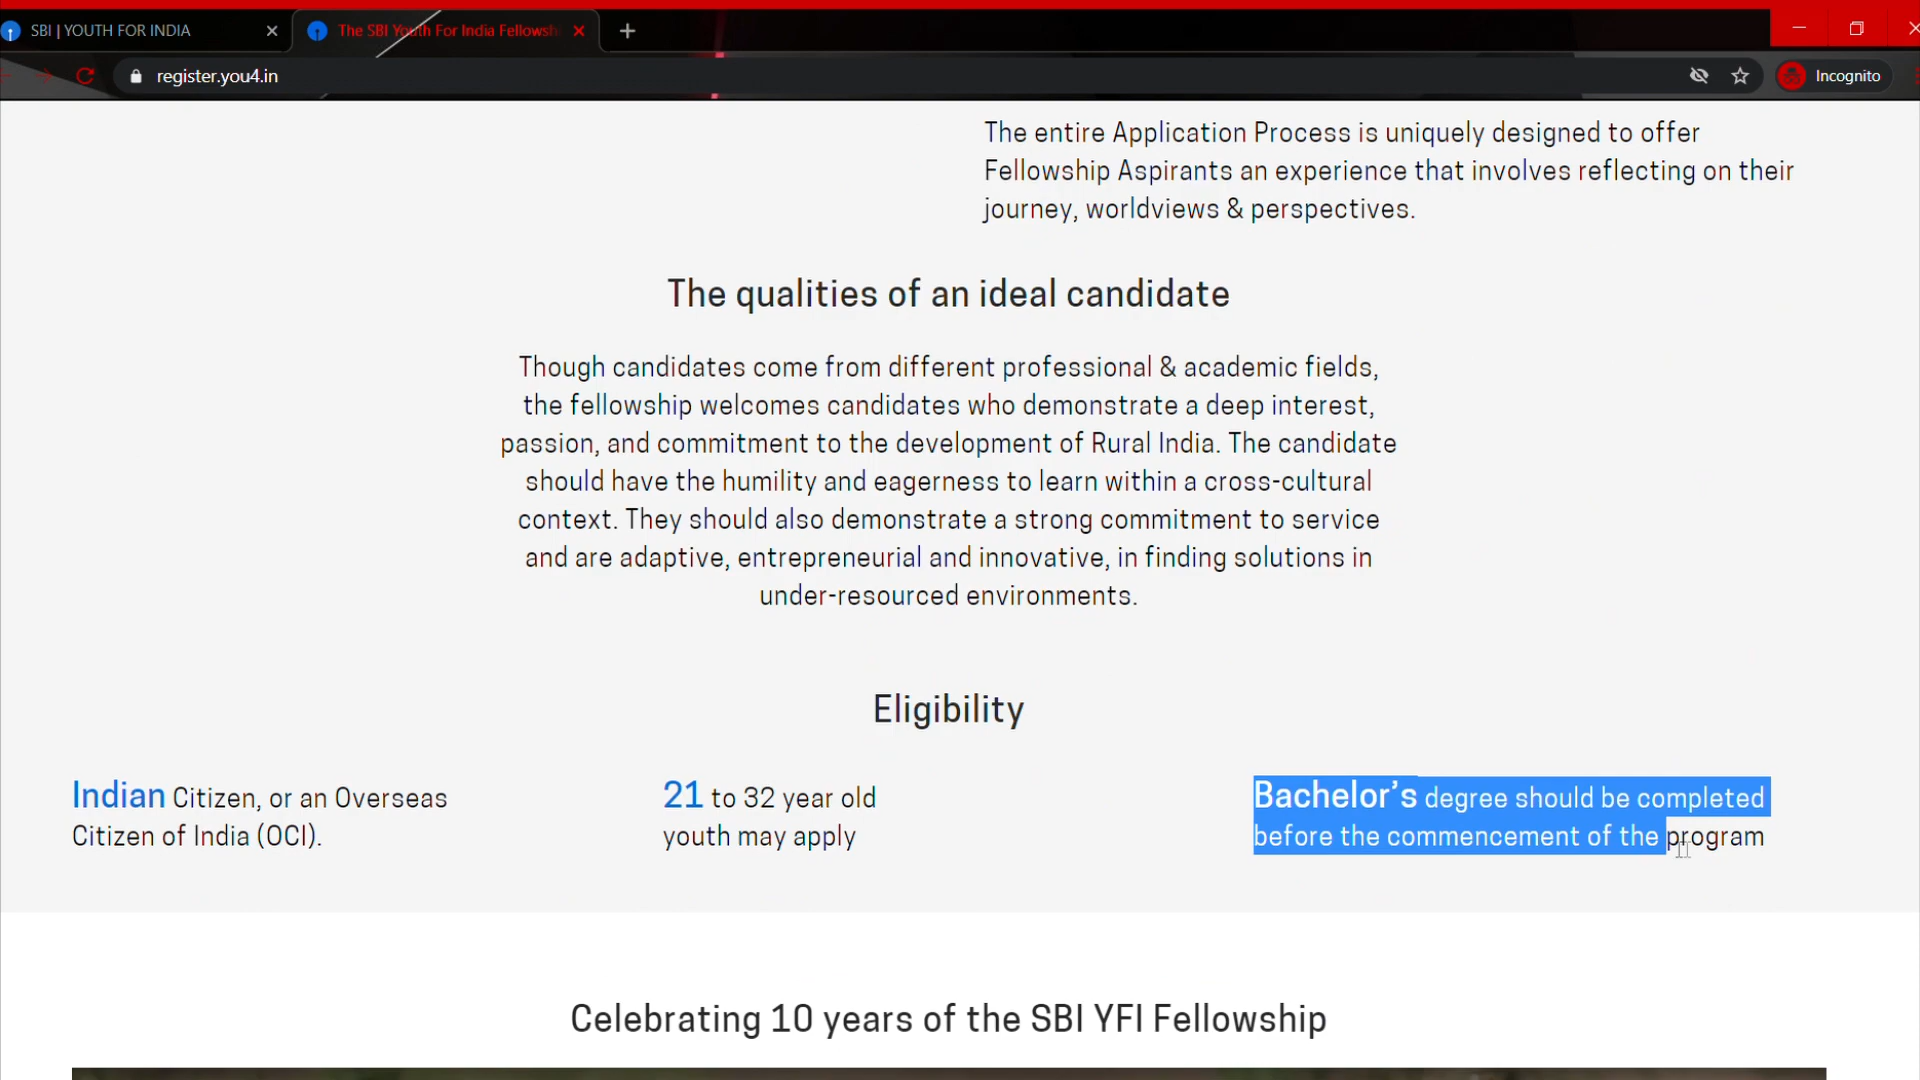 SBI | YOUTH FOR INDIA
The SBI Youth For India Fellowsh
register.you4.in
Incognito
The entire Application Process is uniquely designed to offer
Fellowship Aspirants an experience that involves reflecting on their
journey, worldviews & perspectives.
The qualities of an ideal candidate
Though candidates come from different professional & academic fields,
the fellowship welcomes candidates who demonstrate a deep interest,
passion, and commitment to the development of Rural India. The candidate
should have the humility and eagerness to learn within a cross-cultural
context. They should also demonstrate a strong commitment to service
and are adaptive, entrepreneurial and innovative, in finding solutions in
under-resourced environments.
Eligibility
Indian Citizen, or an Overseas
Citizen of India (OCI).
21 to 32 year old
youth may apply
Bachelor’s degree should be completed
before the commencement of the program
Celebrating 10 years of the SBI YFI Fellowship